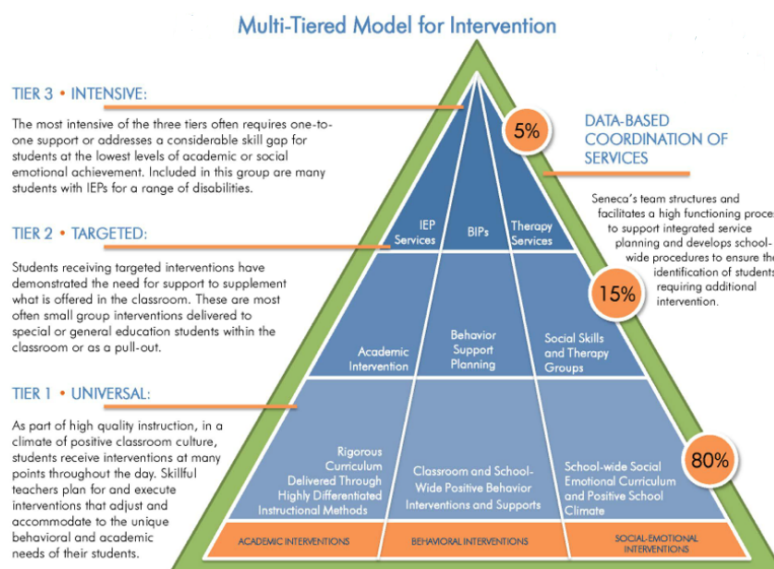 Multi-Tiered Model for Intervention
TIER 3 • INTENSIVE:
The most intensive of the three tiers often requires one-to-
one support or addresses a considerable skill gap for
students at the lowest levels of academic or social
emotional achievement. Included in this group are many
students with IEPs for a range of disabilities.
TIER 2 • TARGETED:
Students receiving targeted interventions have
demonstrated the need for support to supplement
what is offered in the classroom. These are most
often small group interventions delivered to
special or general education students within the
classroom or as a pull-out.
TIER 1 • UNIVERSAL:
As part of high quality instruction, in a
climate of positive classroom culture,
students receive interventions at many
points throughout the day. Skillful
teachers plan for and execute
interventions that adjust and
accommodate to the unique
behavioral and academic
needs of their students.
5%
IEP
Services
BIPs
Therapy
Services
15%
Academic
Intervention
Behavior
Support
Planning
Social Skills
and Therapy
Groups
80%
Rigorous
Curriculum
Delivered Through
Highly Differentiated
Instructional Methods
Classroom and School-
Wide Positive Behavior
Interventions and Supports
School-wide Social
Emotional Curriculum
and Positive School
Climate
ACADEMIC INTERVENTIONS
BEHAVIORAL INTERVENTIONS
SOCIAL-EMOTIONAL
INTERVENTIONS
DATA-BASED
COORDINATION OF
SERVICES
Seneca's team structures and
facilitates a high functioning proces
to support integrated service
planning and develops school-
wide procedures to ensure the
identification of students
requiring additional
intervention.